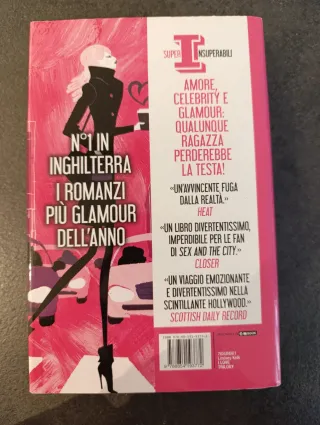 SUPER INSUPERABILI
AMORE,
CELEBRITY E
GLAMOUR:
QUALUNQUE
RAGAZZA
PERDEREBBE
LA TESTA!
«UN'AVVINCENTE FUGA
DALLA REALTÀ.»
HEAT
«UN LIBRO DIVERTENTISSIMO,
IMPERDIBILE PER LE FAN
DI SEX AND THE CITY.»
CLOSER
«UN VIAGGIO EMOZIONANTE
E DIVERTENTISSIMO NELLA
SCINTILLANTE HOLLYWOOD.»
SCOTTISH DAILY RECORD
N°1 IN
INGHILTERRA
I ROMANZI
PIÙ GLAMOUR
DELL'ANNO